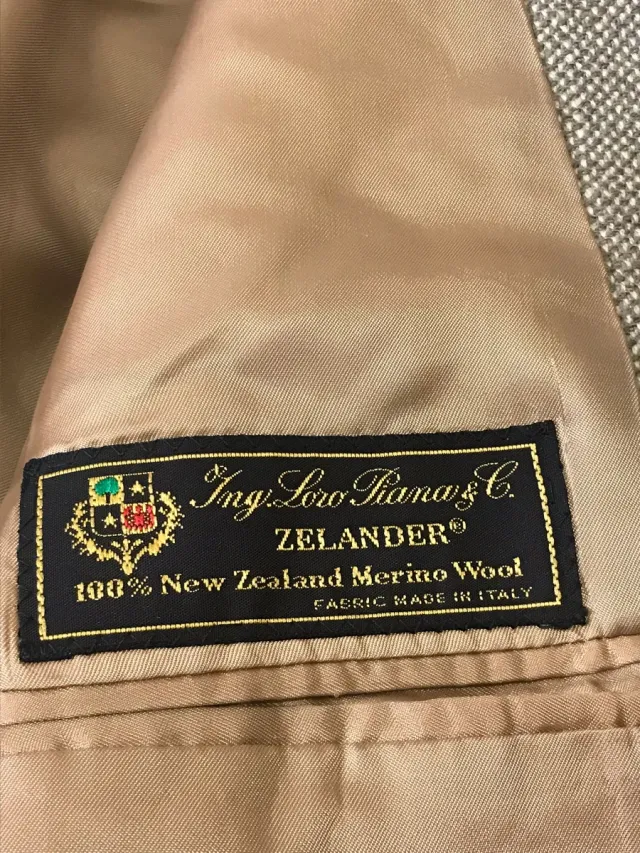 Ing. Loro Piana & C.
ZELANDER®
100% New Zealand Merino Wool
FABRIC MADE IN ITALY